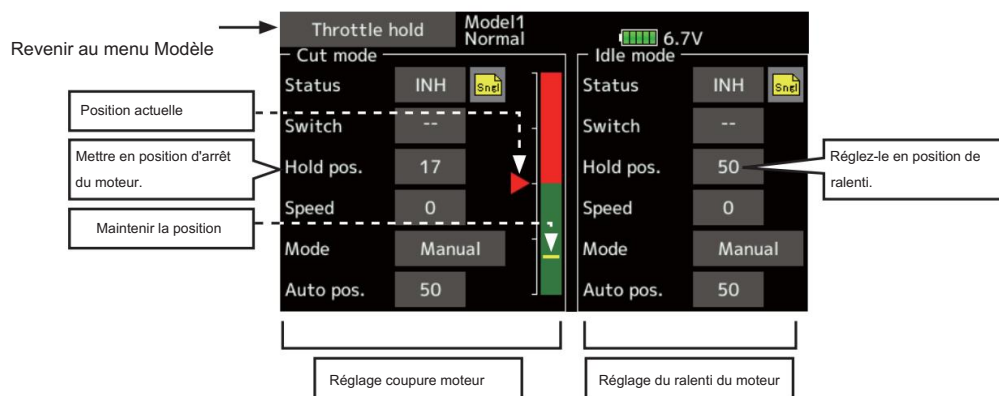 Revenir au menu Modèle
Throttle hold
Model1
Normal
6.7V
Cut mode
Status INH Sngl
Switch --
Hold pos. 17
Speed 0
Mode Manual
Auto pos. 50
Idle mode
Status INH Sngl
Switch --
Hold pos. 50
Speed 0
Mode Manual
Auto pos. 50
Position actuelle
Mettre en position d'arrêt
du moteur.
Maintenir la position
Réglez-le en position de
ralenti.
Réglage coupure moteur
Réglage du ralenti du moteur